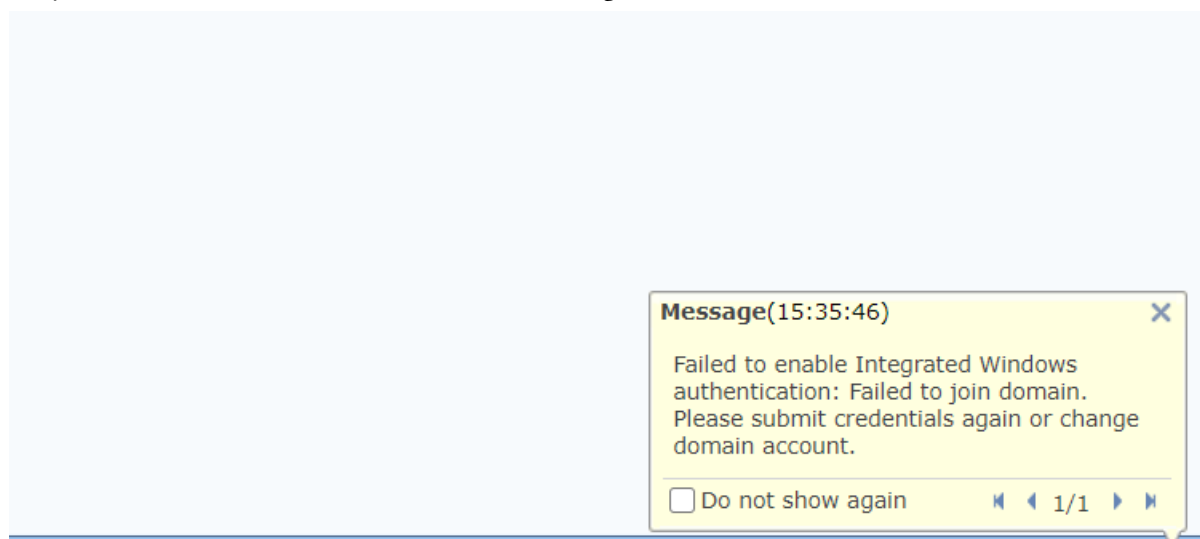 Message(15:35:46)
Failed to enable Integrated Windows
authentication: Failed to join domain.
Please submit credentials again or change
domain account.
Do not show again
1/1